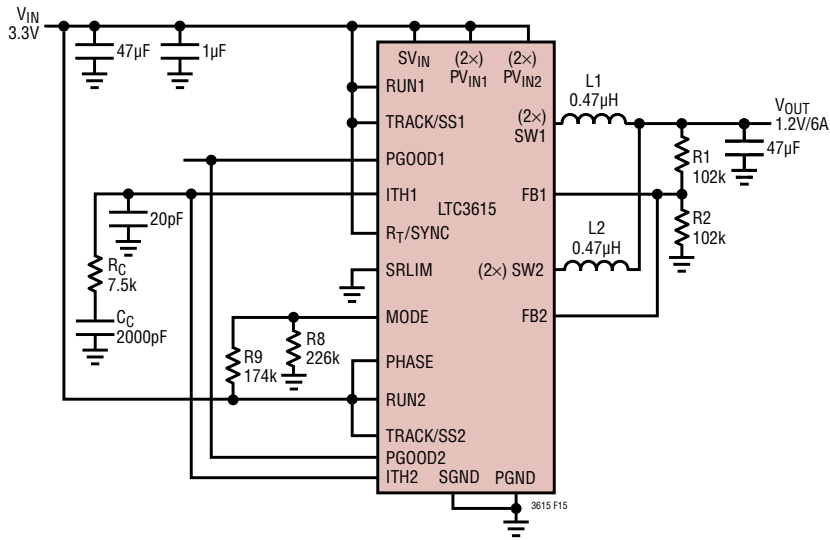 VIN
3.3V
47µF
1µF
SVIN
(2×)
PVIN1
(2×)
PVIN2
RUN1
TRACK/SS1
PGOOD1
ITH1
RT/SYNC
SRLIM
MODE
PHASE
RUN2
TRACK/SS2
PGOOD2
ITH2
SGND
PGND
LTC3615
(2×)
SW1
FB1
(2×) SW2
FB2
L1
0.47µH
L2
0.47µH
VOUT
1.2V/6A
47µF
R1
102k
R2
102k
20pF
RC
7.5k
CC
2000pF
R9
174k
R8
226k
3615 F15